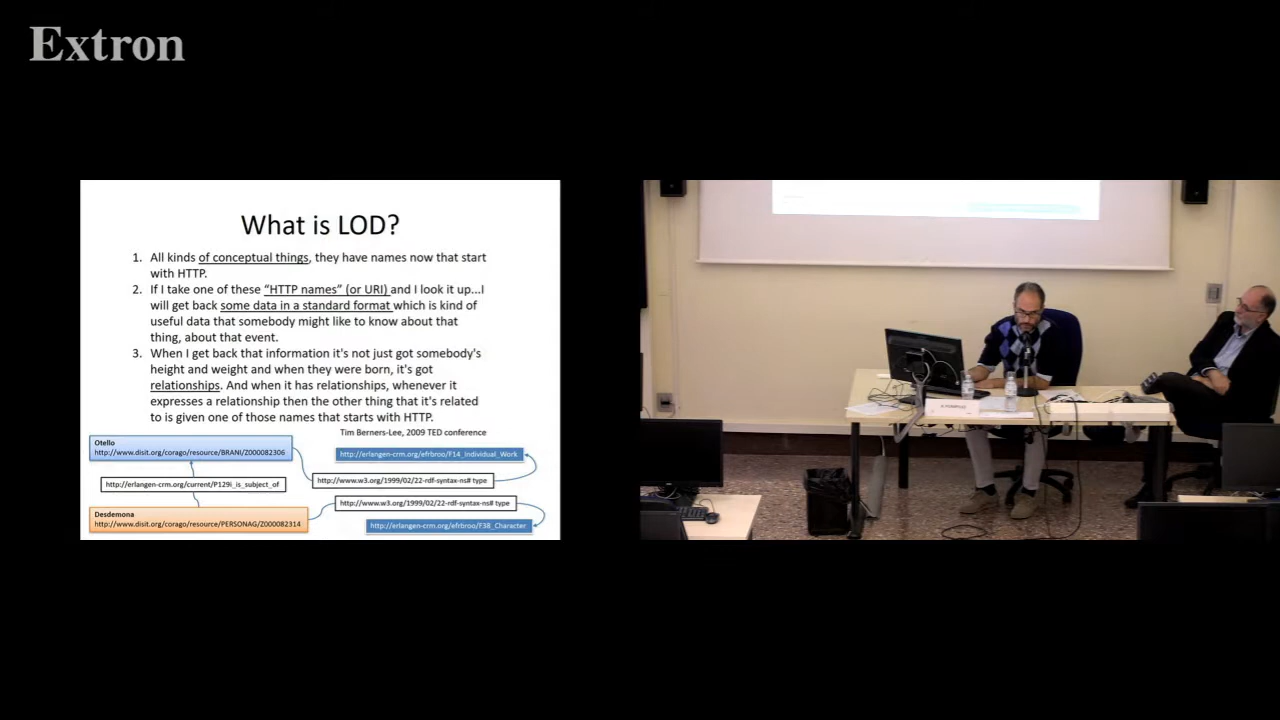 Extron
What is LOD?
1. All kinds of conceptual things, they have names now that start
with HTTP.
2. If I take one of these “HTTP names” (or URI) and I look it up...I
will get back some data in a standard format which is kind of
useful data that somebody might like to know about that
thing, about that event.
3. When I get back that information it's not just got somebody's
height and weight and when they were born, it's got
relationships. And when it has relationships, whenever it
expresses a relationship then the other thing that it's related
to is given one of those names that starts with HTTP.
Tim Berners-Lee, 2009 TED conference
Otello
http://www.disit.org/corago/resource/BRANI/Z000082306
http://erlangen-crm.org/efrbroo/F14_Individual_Work
http://www.w3.org/1999/02/22-rdf-syntax-ns# type
http://erlangen-crm.org/current/P129i_is_subject_of
http://www.w3.org/1999/02/22-rdf-syntax-ns# type
Desdemona
http://www.disit.org/corago/resource/PERSONAG/Z000082314
http://erlangen-crm.org/efrbroo/F38_Character